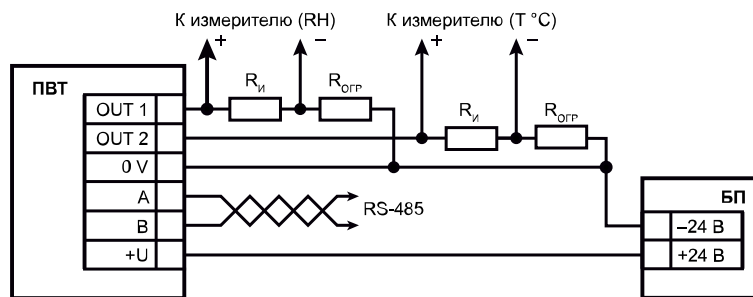 К измерителю (RH)
К измерителю (T °C)
+
–
+
–
ПВТ
Rи
Rогр
OUT 1
Rи
Rогр
OUT 2
0 V
A
B
RS-485
+U
БП
–24 В
+24 В